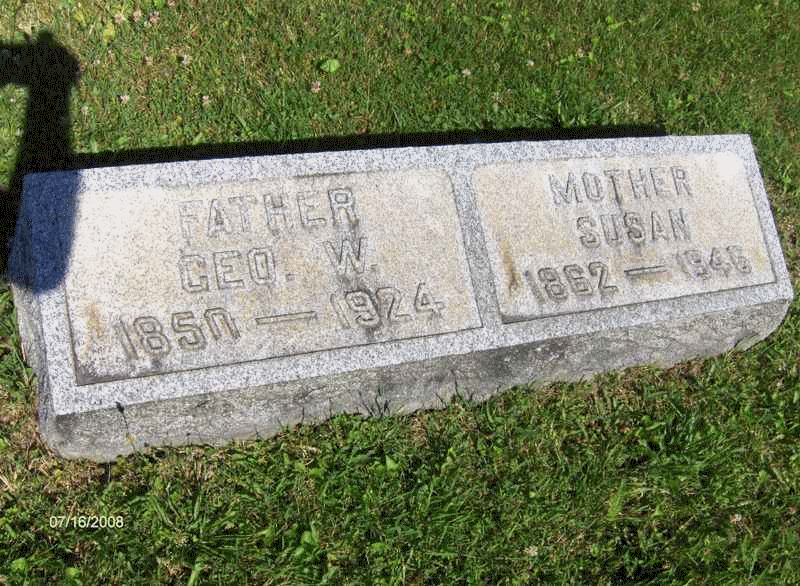 FATHER
GEO. W.
1850 — 1924
MOTHER
SUSAN
1862 — 1946
07/16/2008